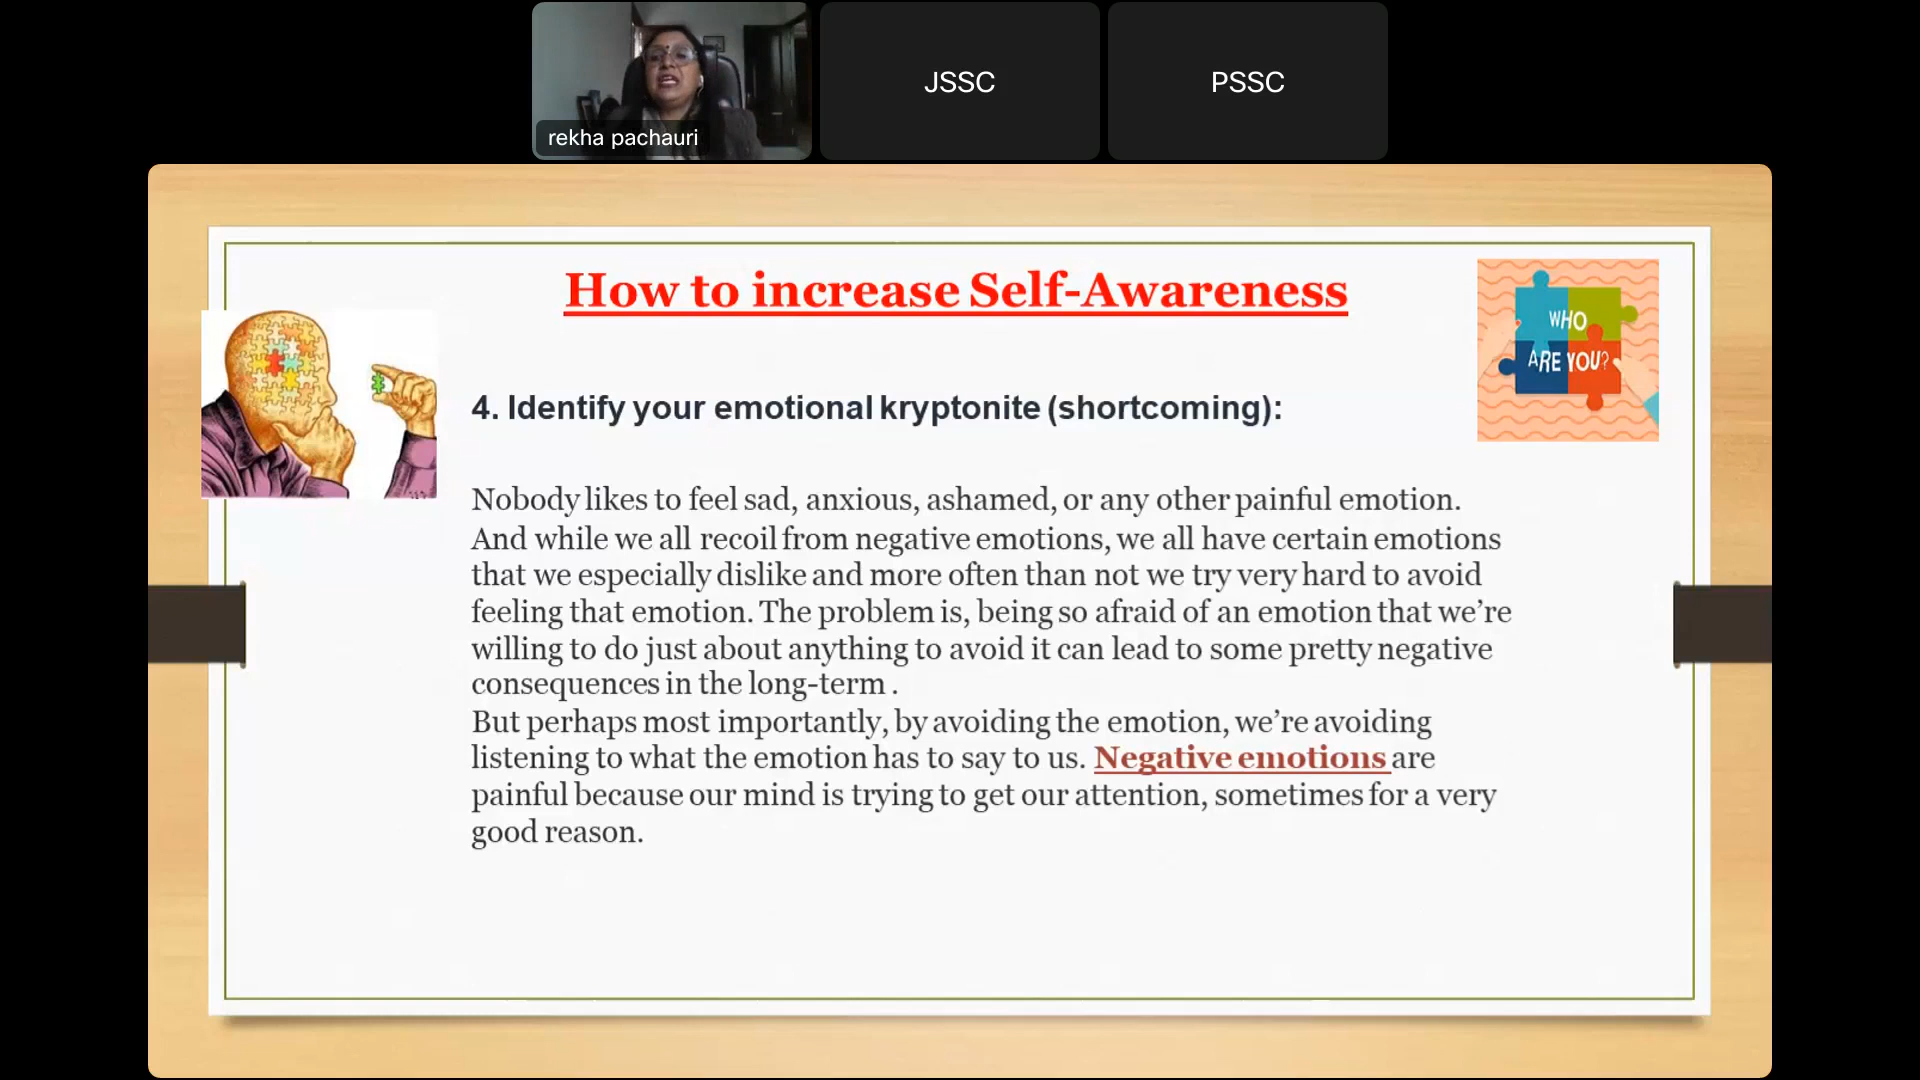 rekha pachauri
JSSC
PSSC
How to increase Self-Awareness
WHO
ARE YOU?
4. Identify your emotional kryptonite (shortcoming):
Nobody likes to feel sad, anxious, ashamed, or any other painful emotion.
And while we all recoil from negative emotions, we all have certain emotions
that we especially dislike and more often than not we try very hard to avoid
feeling that emotion. The problem is, being so afraid of an emotion that we’re
willing to do just about anything to avoid it can lead to some pretty negative
consequences in the long-term .
But perhaps most importantly, by avoiding the emotion, we’re avoiding
listening to what the emotion has to say to us. Negative emotions are
painful because our mind is trying to get our attention, sometimes for a very
good reason.